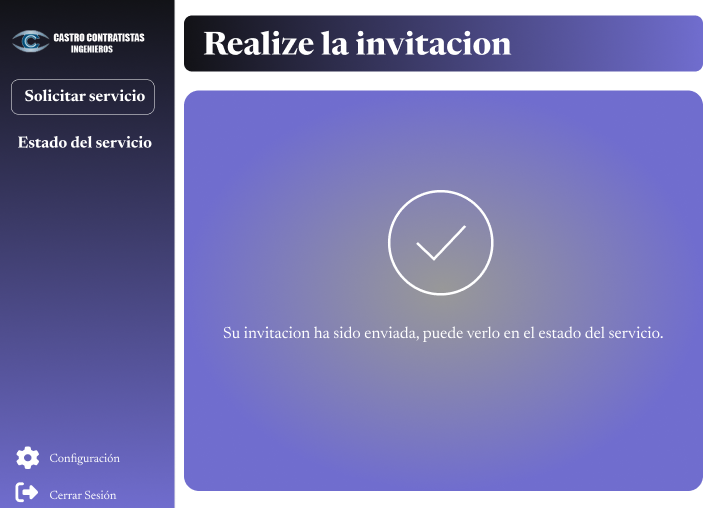 CASTRO CONTRATISTAS
INGENIEROS
Solicitar servicio
Estado del servicio
Configuración
Cerrar Sesión
Realize la invitacion
Su invitacion ha sido enviada, puede verlo en el estado del servicio.